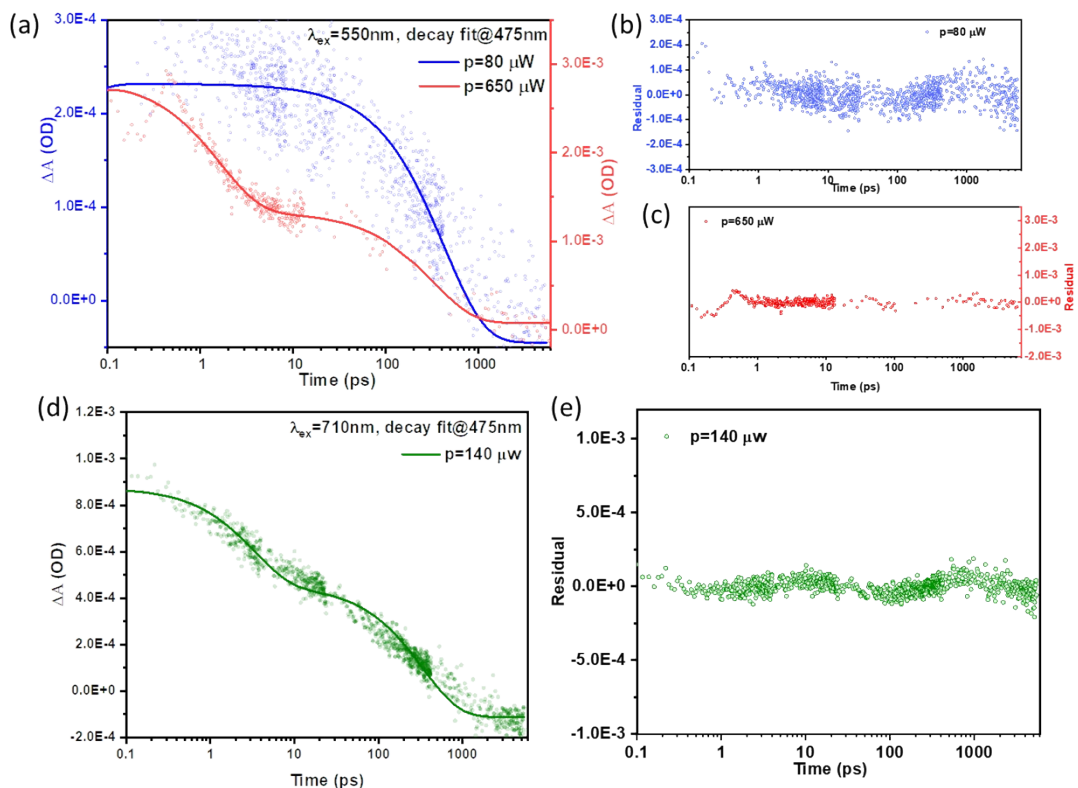 (a)
λex=550nm, decay fit@475nm
p=80 μW
p=650 μW
3.0E-4
2.0E-4
1.0E-4
0.0E+0
ΔA (OD)
3.0E-3
2.0E-3
1.0E-3
0.0E+0
ΔA (OD)
0.1 1 10 100 1000
Time (ps)
(b)
p=80 μW
3.0E-4
2.0E-4
1.0E-4
0.0E+0
-1.0E-4
-2.0E-4
-3.0E-4
Residual
0.1 1 10 100 1000
Time (ps)
(c)
p=650 μW
3.0E-3
2.0E-3
1.0E-3
0.0E+0
-1.0E-3
-2.0E-3
Residual
0.1 1 10 100 1000
Time (ps)
(d)
λex=710nm, decay fit@475nm
p=140 μw
1.2E-3
1.0E-3
8.0E-4
6.0E-4
4.0E-4
2.0E-4
0.0E+0
-2.0E-4
ΔA (OD)
0.1 1 10 100 1000
Time (ps)
(e)
p=140 μw
1.0E-3
5.0E-4
0.0E+0
-5.0E-4
-1.0E-3
Residual
0.1 1 10 100 1000
Time (ps)